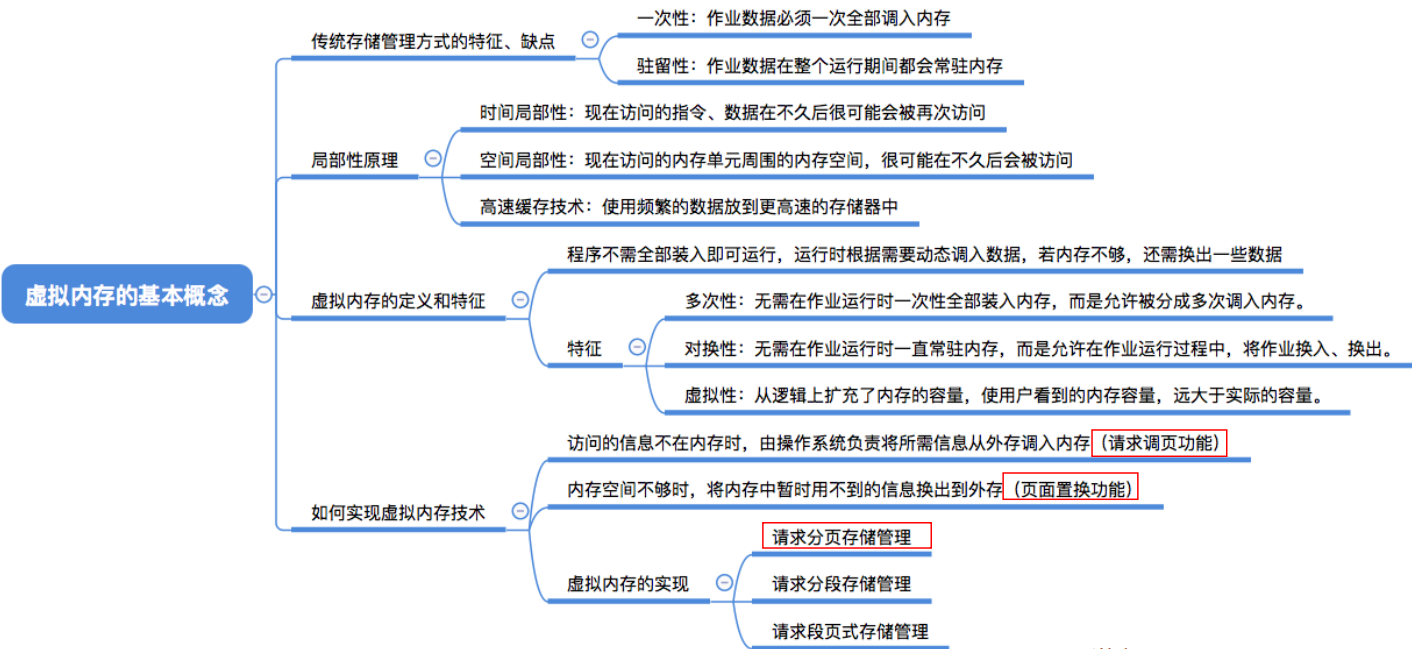 一次性：作业数据必须一次全部调入内存
传统存储管理方式的特征、缺点
驻留性：作业数据在整个运行期间都会常驻内存
时间局部性：现在访问的指令、数据在不久后很可能会被再次访问
局部性原理
空间局部性：现在访问的内存单元周围的内存空间，很可能在不久后会被访问
高速缓存技术：使用频繁的数据放到更高速的存储器中
程序不需全部装入即可运行，运行时根据需要动态调入数据，若内存不够，还需换出一些数据
虚拟内存的基本概念
虚拟内存的定义和特征
多次性：无需在作业运行时一次性全部装入内存，而是允许被分成多次调入内存。
特征
对换性：无需在作业运行时一直常驻内存，而是允许在作业运行过程中，将作业换入、换出。
虚拟性：从逻辑上扩充了内存的容量，使用户看到的内存容量，远大于实际的容量。
访问的信息不在内存时，由操作系统负责将所需信息从外存调入内存（请求调页功能）
内存空间不够时，将内存中暂时用不到的信息换出到外存（页面置换功能）
如何实现虚拟内存技术
请求分页存储管理
虚拟内存的实现
请求分段存储管理
请求段页式存储管理